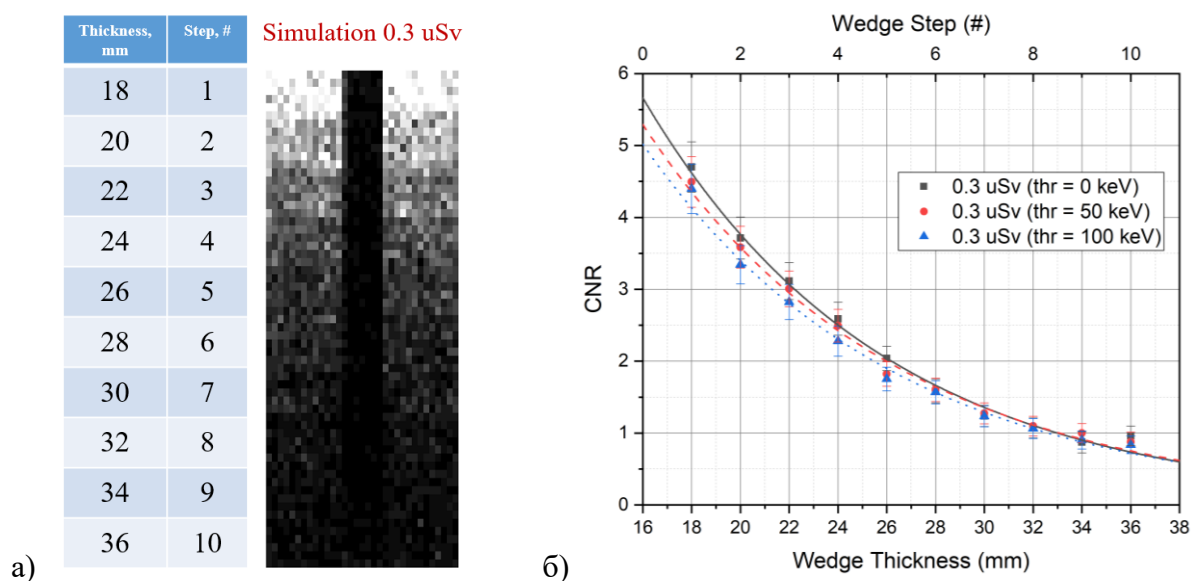 Thickness, mm	Step, #
18	1
20	2
22	3
24	4
26	5
28	6
30	7
32	8
34	9
36	10
Simulation 0.3 uSv
а)
Wedge Step (#)
0 2 4 6 8 10
CNR
6
5
4
3
2
1
0
0.3 uSv (thr = 0 keV)
0.3 uSv (thr = 50 keV)
0.3 uSv (thr = 100 keV)
16 18 20 22 24 26 28 30 32 34 36 38
Wedge Thickness (mm)
б)